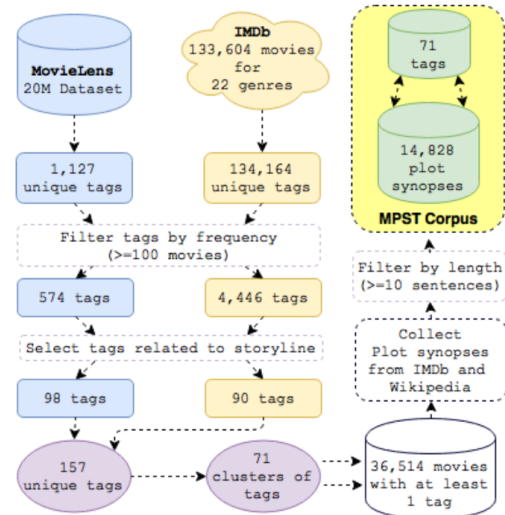 MovieLens
20M Dataset
IMDb
133,604 movies
for
22 genres
71
tags
14,828
plot
synopses
MPST Corpus
1,127
unique tags
134,164
unique tags
Filter tags by frequency
(>=100 movies)
574 tags
4,446 tags
Select tags related to storyline
98 tags
90 tags
157
unique tags
71
clusters of
tags
36,514 movies
with at least
1 tag
Collect
Plot synopses
from IMDb and
Wikipedia
Filter by length
(>=10 sentences)